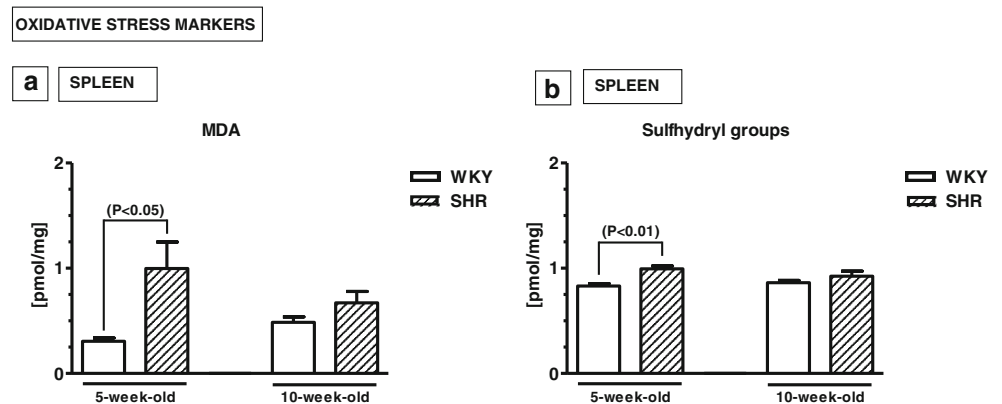 OXIDATIVE STRESS MARKERS
a SPLEEN
MDA
2
1
0
[pmol/mg]
(P<0.05)
WKY
SHR
5-week-old 10-week-old
b SPLEEN
Sulfhydryl groups
2
1
0
[pmol/mg]
(P<0.01)
WKY
SHR
5-week-old 10-week-old